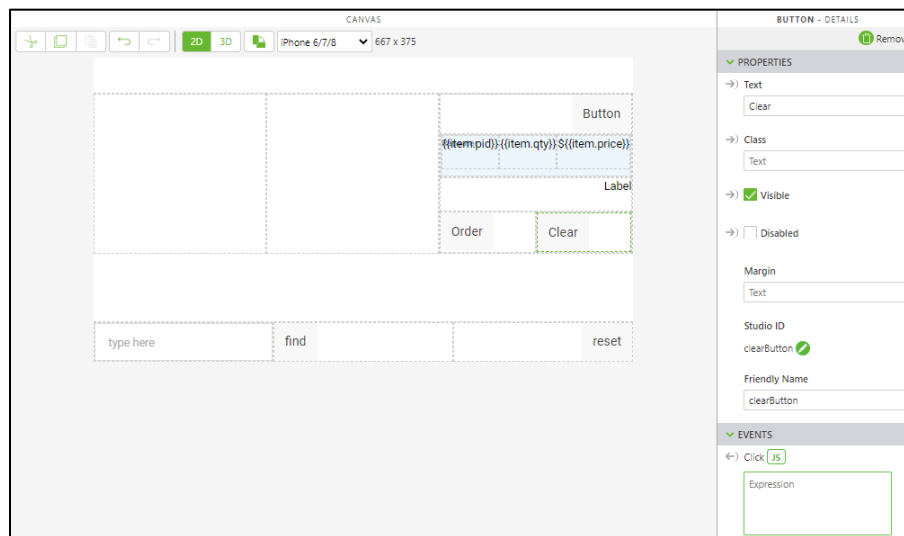 CANVAS
2D
3D
iPhone 6/7/8
667 x 375
Button
{{item.qty}}
${{item.price}}
Label
Order
Clear
type here
find
reset
BUTTON - DETAILS
Remov
PROPERTIES
Text
Clear
Class
Text
Visible
Disabled
Margin
Text
Studio ID
clearButton
Friendly Name
clearButton
EVENTS
Click JS
Expression